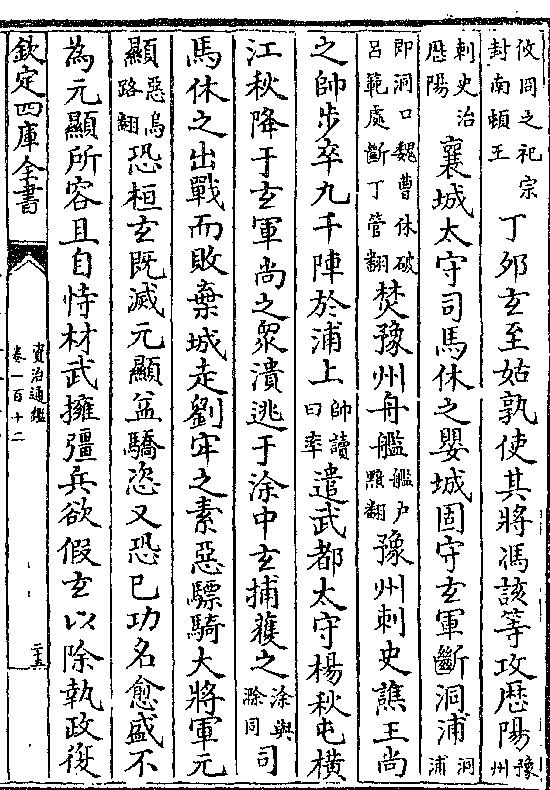 攸同之祀宗封南頓王丁卯玄至姑孰使其將馮該等攻歴陽豫州
刺史治歴陽襄城太守司馬休之嬰城固守玄軍斷洞浦洞浦
即洞口魏曹休破呂範處斷丁管翻焚豫州舟艦艦户黯翻豫州刺史譙王尚
之帥步卒九千陣於浦上帥讀曰率遣武都太守楊秋屯横
江秋降于玄軍尚之衆潰逃于涂中玄捕獲之涂與滁同司
馬休之出戰而敗棄城走劉牢之素惡驃騎大將軍元
顯惡烏路翻恐桓玄既滅元顯益驕恣又恐已功名愈盛不
為元顯所容且自恃材武擁彊兵欲假玄以除執政復
欽定四庫全書
資治通鑑
卷一百十二
二十五